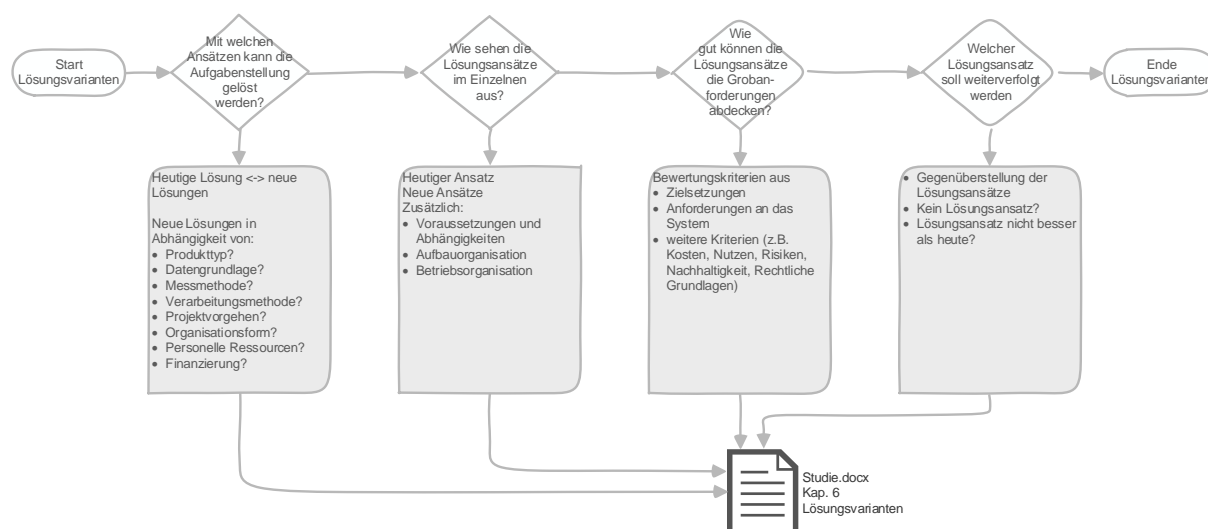 Start
Lösungsvarianten
Mit welchen
Ansätzen kann die
Aufgabenstellung
gelöst
werden?
Wie sehen die
Lösungsansätze
im Einzelnen
aus?
Wie
gut können die
Lösungsansätze
die Groban-
forderungen
abdecken?
Welcher
Lösungsansatz
soll weiterverfolgt
werden
Ende
Lösungsvarianten
Heutige Lösung <-> neue
Lösungen
Neue Lösungen in
Abhängigkeit von:
• Produkttyp?
• Datengrundlage?
• Messmethode?
• Verarbeitungsmethode?
• Projektvorgehen?
• Organisationsform?
• Personelle Ressourcen?
• Finanzierung?
Heutiger Ansatz
Neue Ansätze
Zusätzlich:
• Voraussetzungen und
Abhängigkeiten
• Aufbauorganisation
• Betriebsorganisation
Bewertungskriterien aus
• Zielsetzungen
• Anforderungen an das
System
• weitere Kriterien (z.B.
Kosten, Nutzen, Risiken,
Nachhaltigkeit, Rechtliche
Grundlagen)
• Gegenüberstellung der
Lösungsansätze
• Kein Lösungsansatz?
• Lösungsansatz nicht besser
als heute?
Studie.docx
Kap. 6
Lösungsvarianten